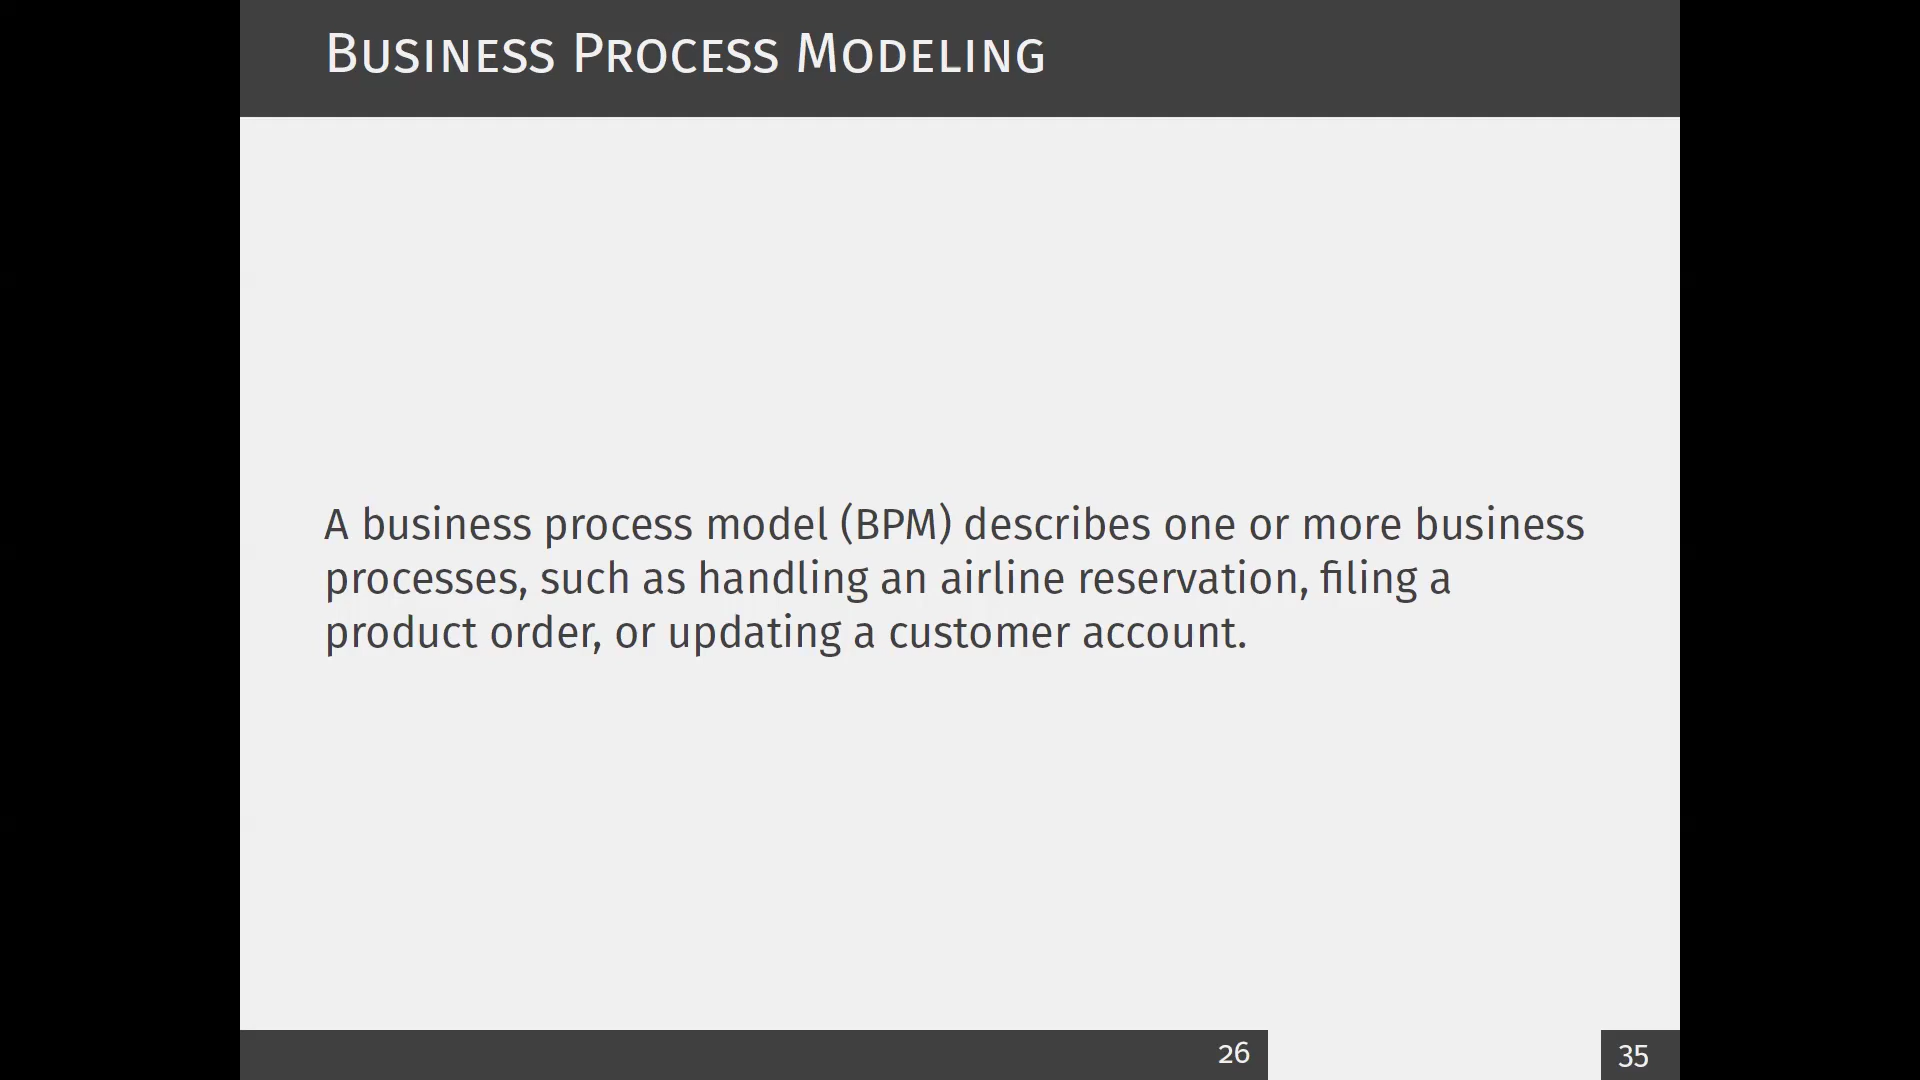 Business Process Modeling
A business process model (BPM) describes one or more business
processes, such as handling an airline reservation, filing a
product order, or updating a customer account.
26
35